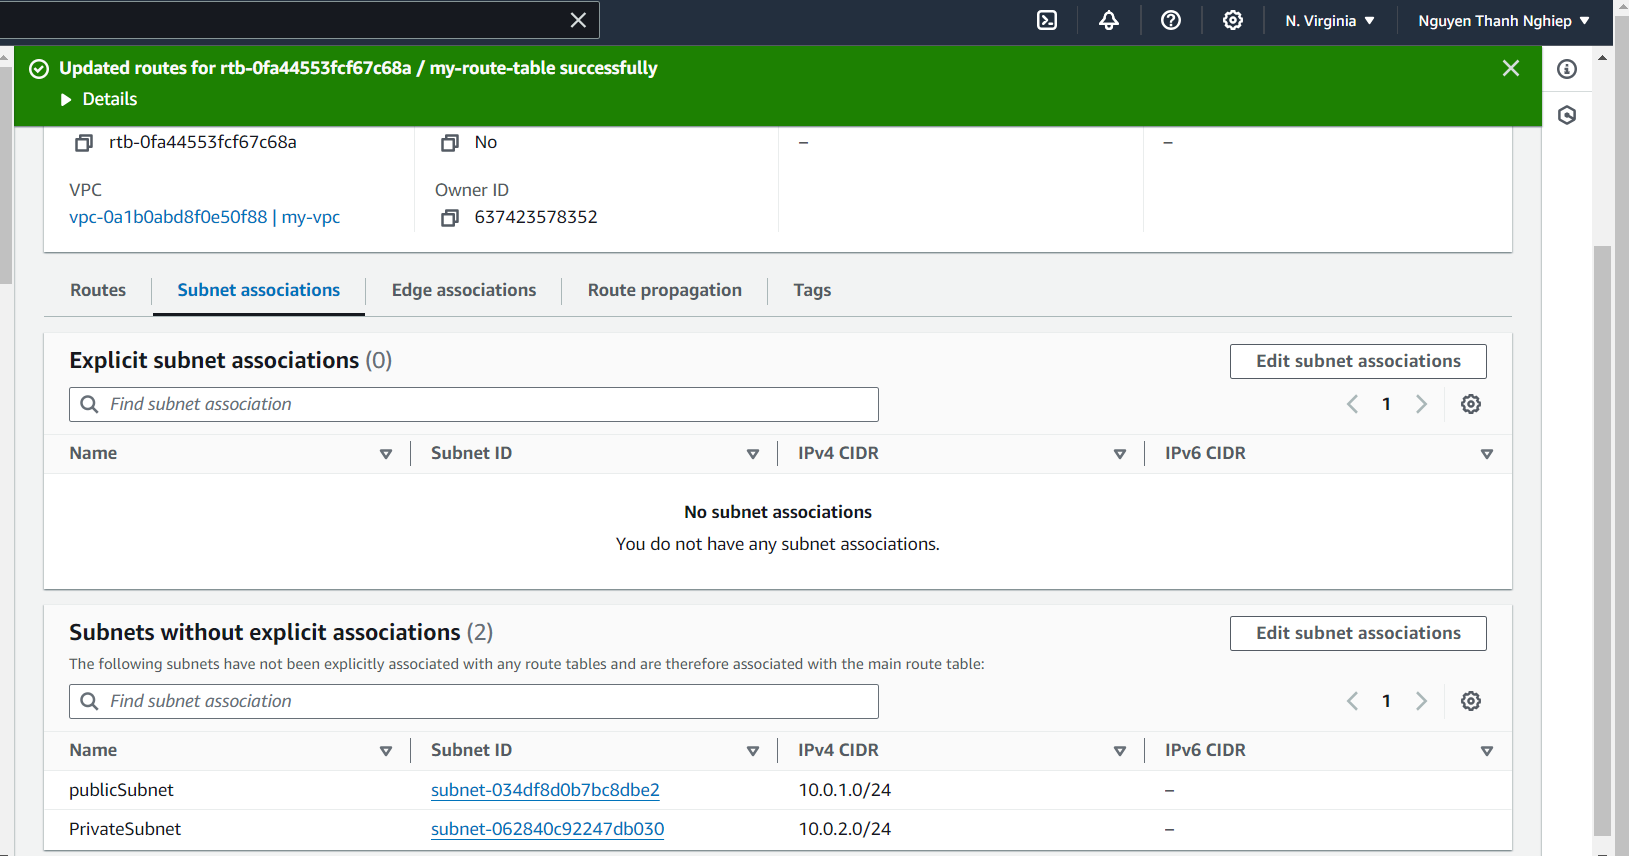 N. Virginia
Nguyen Thanh Nghiep
Updated routes for rtb-0fa44553fcf67c68a / my-route-table successfully
Details
rtb-0fa44553fcf67c68a
No
–
–
VPC
Owner ID
vpc-0a1b0abd8f0e50f88 | my-vpc
637423578352
Routes
Subnet associations
Edge associations
Route propagation
Tags
Explicit subnet associations (0)
Edit subnet associations
Find subnet association
1
Name
Subnet ID
IPv4 CIDR
IPv6 CIDR
No subnet associations
You do not have any subnet associations.
Subnets without explicit associations (2)
Edit subnet associations
The following subnets have not been explicitly associated with any route tables and are therefore associated with the main route table:
Find subnet association
1
Name
Subnet ID
IPv4 CIDR
IPv6 CIDR
publicSubnet
subnet-034df8d0b7bc8dbe2
10.0.1.0/24
–
PrivateSubnet
subnet-062840c92247db030
10.0.2.0/24
–